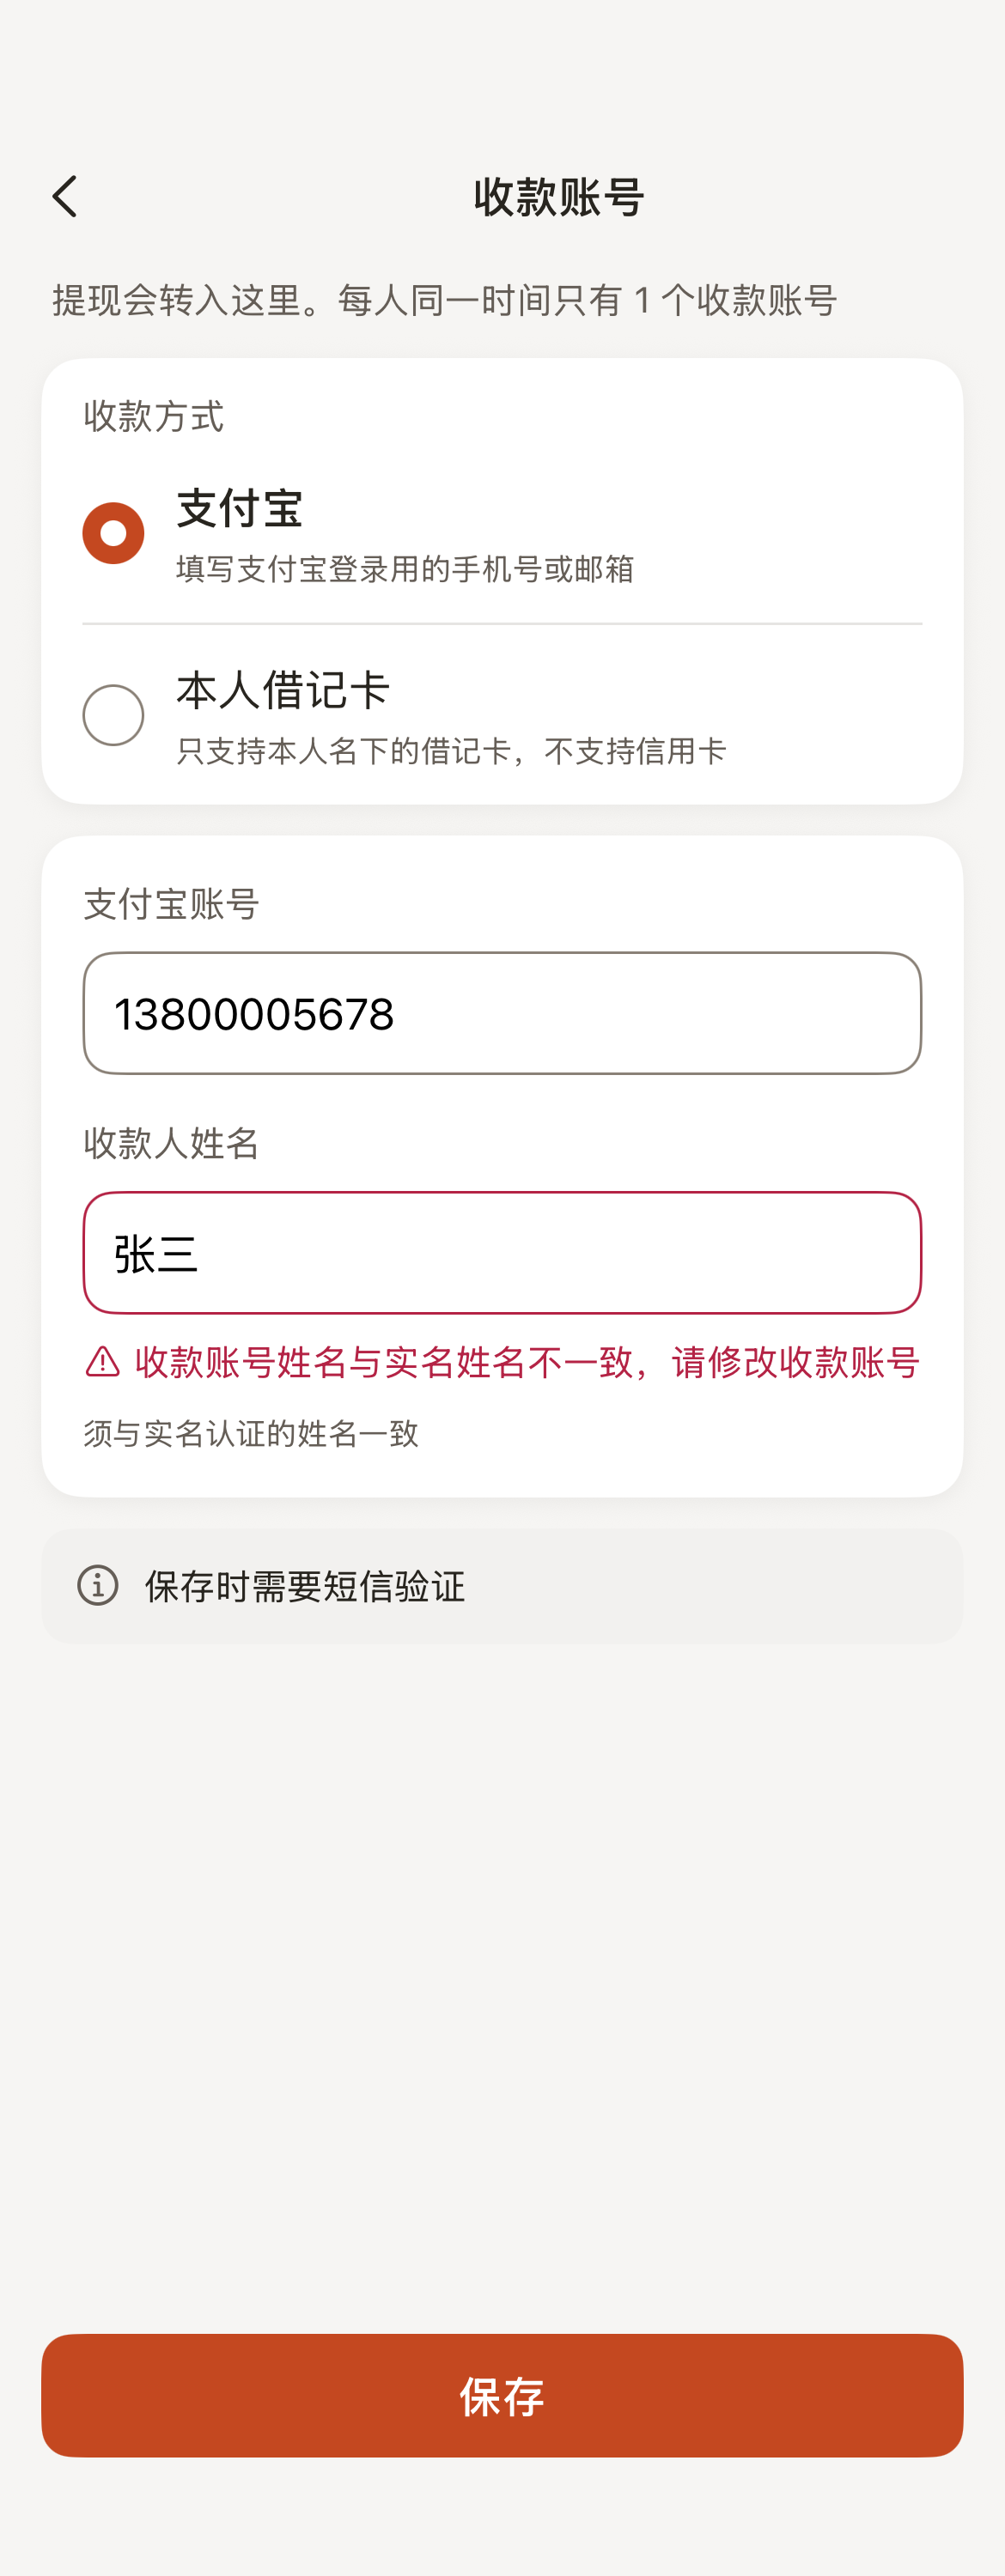 收款账号
提现会转入这里。每人同一时间只有 1 个收款账号
收款方式
支付宝
填写支付宝登录用的手机号或邮箱
本人借记卡
只支持本人名下的借记卡，不支持信用卡
支付宝账号
13800005678
收款人姓名
张三
收款账号姓名与实名姓名不一致，请修改收款账号
须与实名认证的姓名一致
保存时需要短信验证
保存